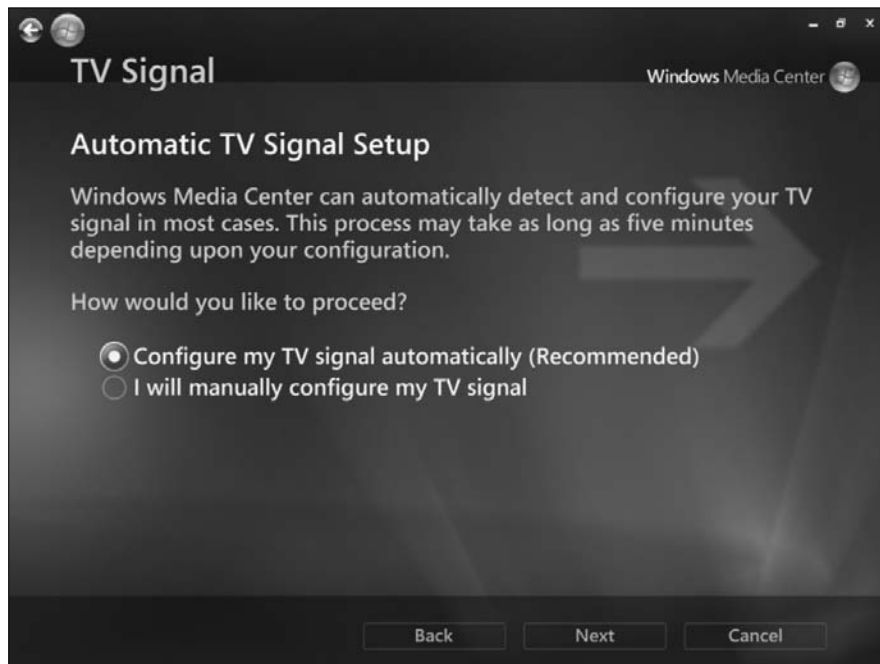 TV Signal
Windows Media Center
Automatic TV Signal Setup
Windows Media Center can automatically detect and configure your TV
signal in most cases. This process may take as long as five minutes
depending upon your configuration.
How would you like to proceed?
Configure my TV signal automatically (Recommended)
I will manually configure my TV signal
Back
Next
Cancel